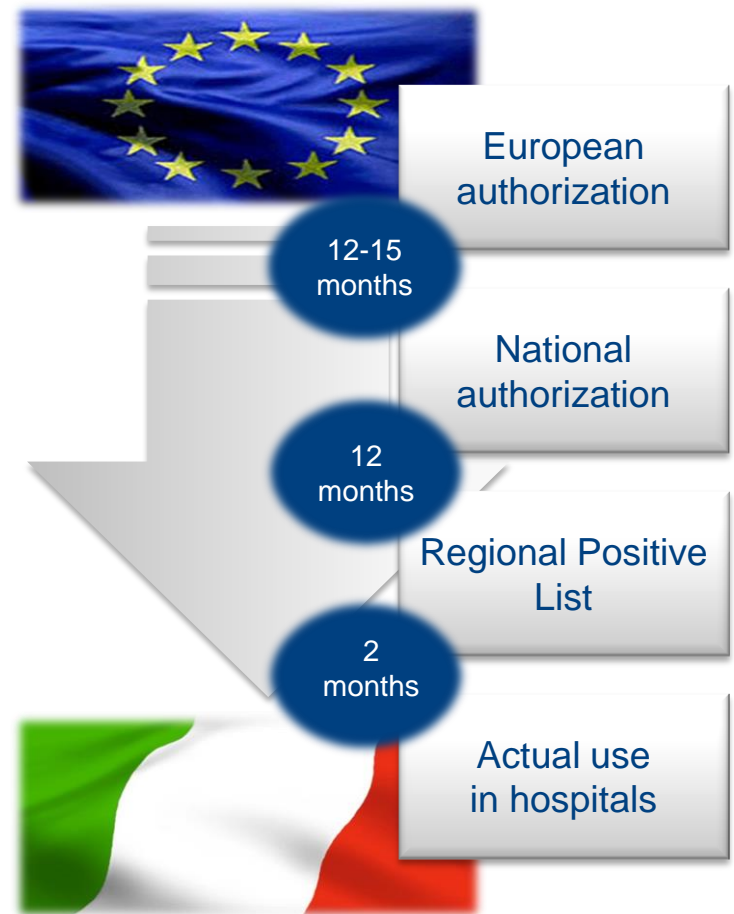 European
authorization
12-15
months
National
authorization
12
months
Regional Positive
List
2
months
Actual use
in hospitals